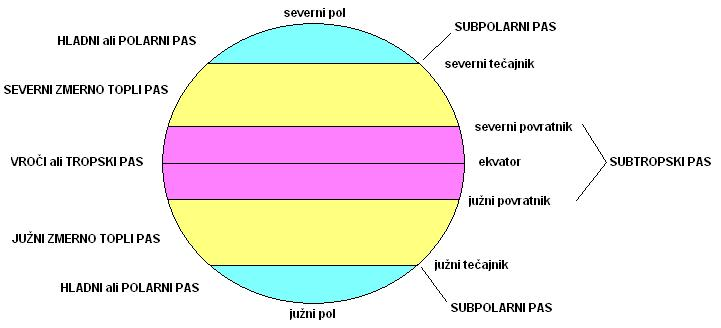 severni pol
SUBPOLARNI PAS
HLADNI ali POLARNI PAS
severni tečajnik
SEVERNI ZMERNO TOPLI PAS
severni povratnik
VROČI ali TROPSKI PAS
ekvator
SUBTROPSKI PAS
južni povratnik
JUŽNI ZMERNO TOPLI PAS
južni tečajnik
HLADNI ali POLARNI PAS
SUBPOLARNI PAS
južni pol